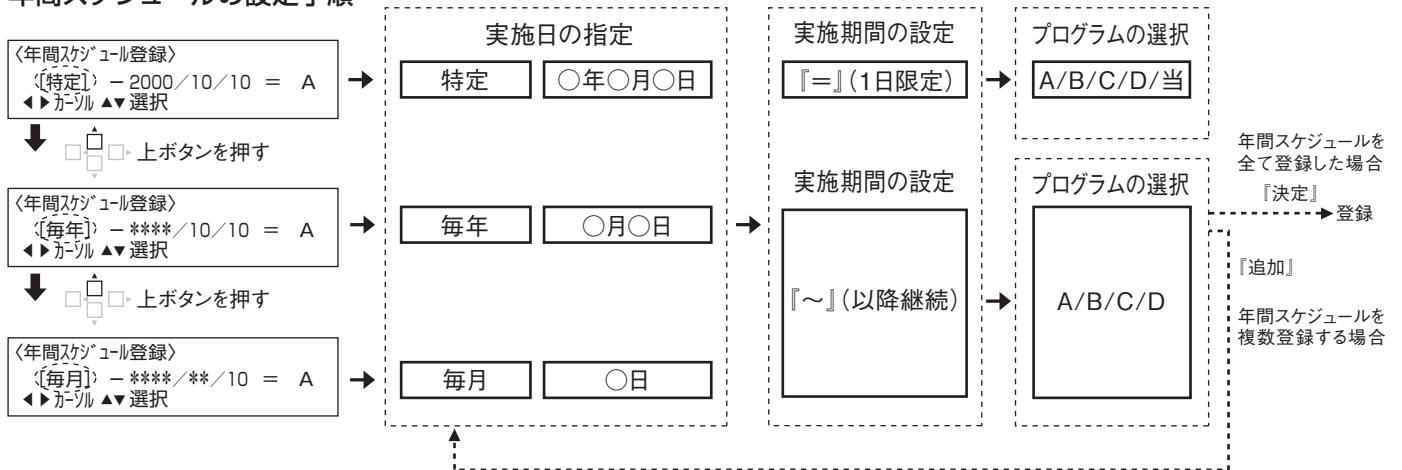 年間スケジュールの設定手順
〈年間ｽｹｼﾞｭｰﾙ登録〉
[特定] － 2000／10／10 ＝ A
◀ ▶ ｶｰｿﾙ ▲▼ 選択
上ボタンを押す
〈年間ｽｹｼﾞｭｰﾙ登録〉
[毎年] － ****／10／10 ＝ A
◀ ▶ ｶｰｿﾙ ▲▼ 選択
上ボタンを押す
〈年間ｽｹｼﾞｭｰﾙ登録〉
[毎月] － ****／**／10 ＝ A
◀ ▶ ｶｰｿﾙ ▲▼ 選択
実施日の指定
特定 ○年○月○日
毎年 ○月○日
毎月 ○日
実施期間の設定
『＝』(1日限定)
実施期間の設定
『～』(以降継続)
プログラムの選択
A/B/C/D/当
プログラムの選択
A/B/C/D
年間スケジュールを
全て登録した場合
『決定』
登録
『追加』
年間スケジュールを
複数登録する場合